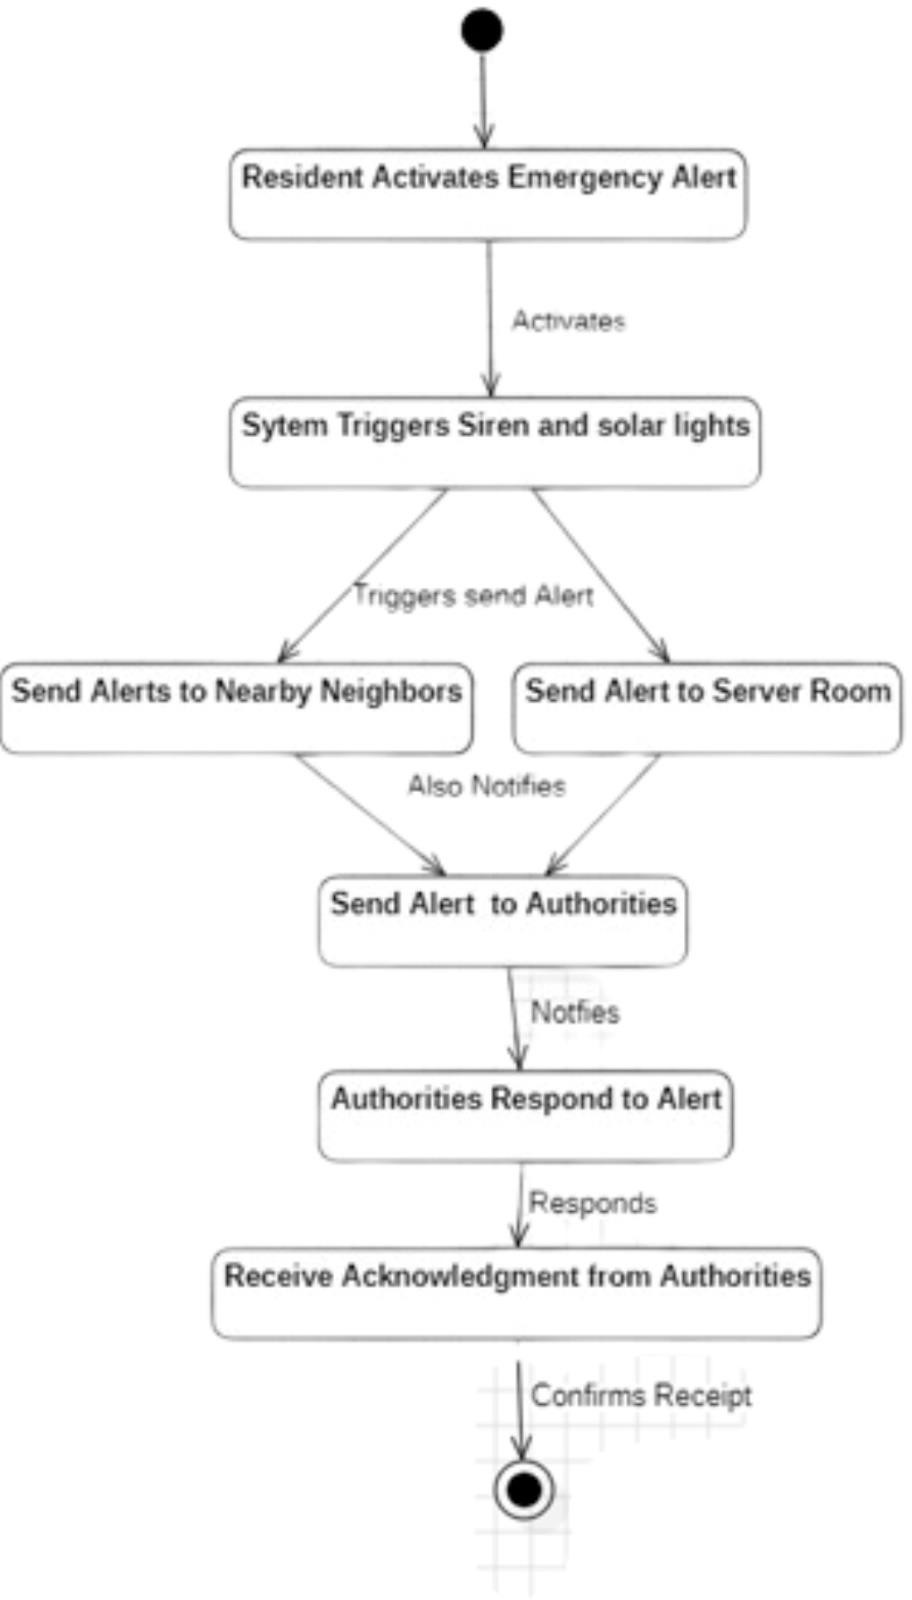 Resident Activates Emergency Alert
Activates
Sytem Triggers Siren and solar lights
Triggers send Alert
Send Alerts to Nearby Neighbors
Send Alert to Server Room
Also Notifies
Send Alert to Authorities
Notfies
Authorities Respond to Alert
Responds
Receive Acknowledgment from Authorities
Confirms Receipt